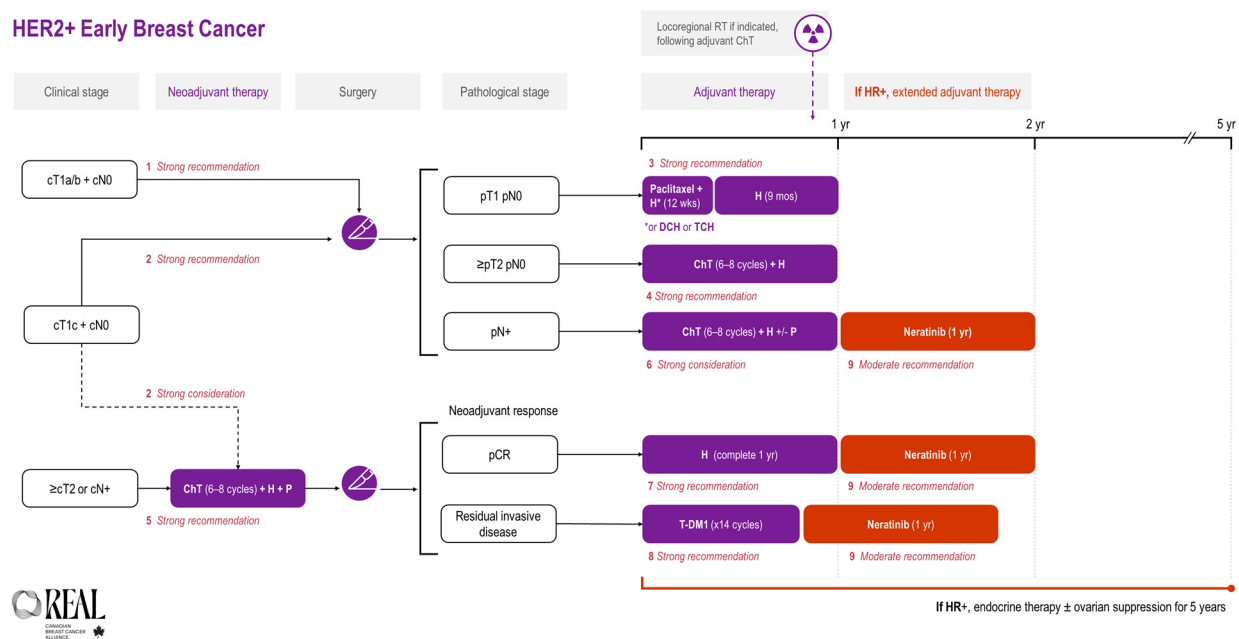 HER2+ Early Breast Cancer
Locoregional RT if indicated,
following adjuvant ChT
Clinical stage
Neoadjuvant therapy
Surgery
Pathological stage
Adjuvant therapy
If HR+, extended adjuvant therapy
1 yr
2 yr
5 yr
cT1a/b + cN0
1 Strong recommendation
pT1 pN0
3 Strong recommendation
Paclitaxel +
H* (12 wks)
H (9 mos)
*or DCH or TCH
2 Strong recommendation
≥pT2 pN0
ChT (6–8 cycles) + H
4 Strong recommendation
cT1c + cN0
pN+
ChT (6–8 cycles) + H +/- P
Neratinib (1 yr)
6 Strong consideration
9 Moderate recommendation
2 Strong consideration
Neoadjuvant response
pCR
H (complete 1 yr)
Neratinib (1 yr)
7 Strong recommendation
9 Moderate recommendation
≥cT2 or cN+
ChT (6–8 cycles) + H + P
5 Strong recommendation
Residual invasive
disease
T-DM1 (x14 cycles)
Neratinib (1 yr)
8 Strong recommendation
9 Moderate recommendation
If HR+, endocrine therapy ± ovarian suppression for 5 years
REAL
CANADIAN
BREAST CANCER
ALLIANCE